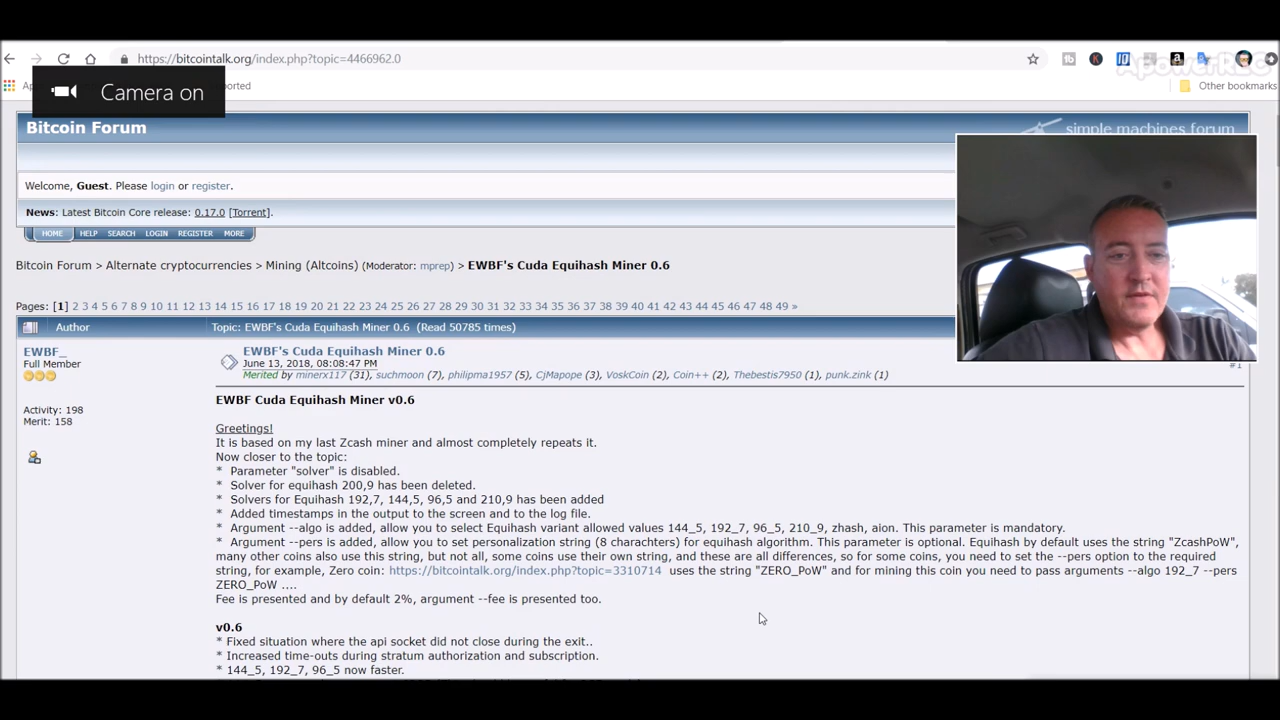 https://bitcointalk.org/index.php?topic=4466962.0
ApowerREC
Camera on
ported
Other bookmarks
Bitcoin Forum
simple machines forum
Welcome, Guest. Please login or register.
News: Latest Bitcoin Core release: 0.17.0 [Torrent].
HOME HELP SEARCH LOGIN REGISTER MORE
Bitcoin Forum > Alternate cryptocurrencies > Mining (Altcoins) (Moderator: mprep) > EWBF's Cuda Equihash Miner 0.6
Pages: [1] 2 3 4 5 6 7 8 9 10 11 12 13 14 15 16 17 18 19 20 21 22 23 24 25 26 27 28 29 30 31 32 33 34 35 36 37 38 39 40 41 42 43 44 45 46 47 48 49 »
Author Topic: EWBF's Cuda Equihash Miner 0.6 (Read 50785 times)
EWBF_
Full Member
Activity: 198
Merit: 158
EWBF's Cuda Equihash Miner 0.6
June 13, 2018, 08:08:47 PM
#1
Merited by minerx117 (31), suchmoon (7), philipma1957 (5), CjMapope (3), VoskCoin (2), Coin++ (2), Thebestis7950 (1), punk.zink (1)
EWBF Cuda Equihash Miner v0.6
Greetings!
It is based on my last Zcash miner and almost completely repeats it.
Now closer to the topic:
* Parameter "solver" is disabled.
* Solver for equihash 200,9 has been deleted.
* Solvers for Equihash 192,7, 144,5, 96,5 and 210,9 has been added
* Added timestamps in the output to the screen and to the log file.
* Argument --algo is added, allow you to select Equihash variant allowed values 144_5, 192_7, 96_5, 210_9, zhash, aion. This parameter is mandatory.
* Argument --pers is added, allow you to set personalization string (8 charachters) for equihash algorithm. This parameter is optional. Equihash by default uses the string "ZcashPoW",
many other coins also use this string, but not all, some coins use their own string, and these are all differences, so for some coins, you need to set the --pers option to the required
string, for example, Zero coin: https://bitcointalk.org/index.php?topic=3310714 uses the string "ZERO_PoW" and for mining this coin you need to pass arguments --algo 192_7 --pers
ZERO_PoW ....
Fee is presented and by default 2%, argument --fee is presented too.
v0.6
* Fixed situation where the api socket did not close during the exit..
* Increased time-outs during stratum authorization and subscription.
* 144_5, 192_7, 96_5 now faster.